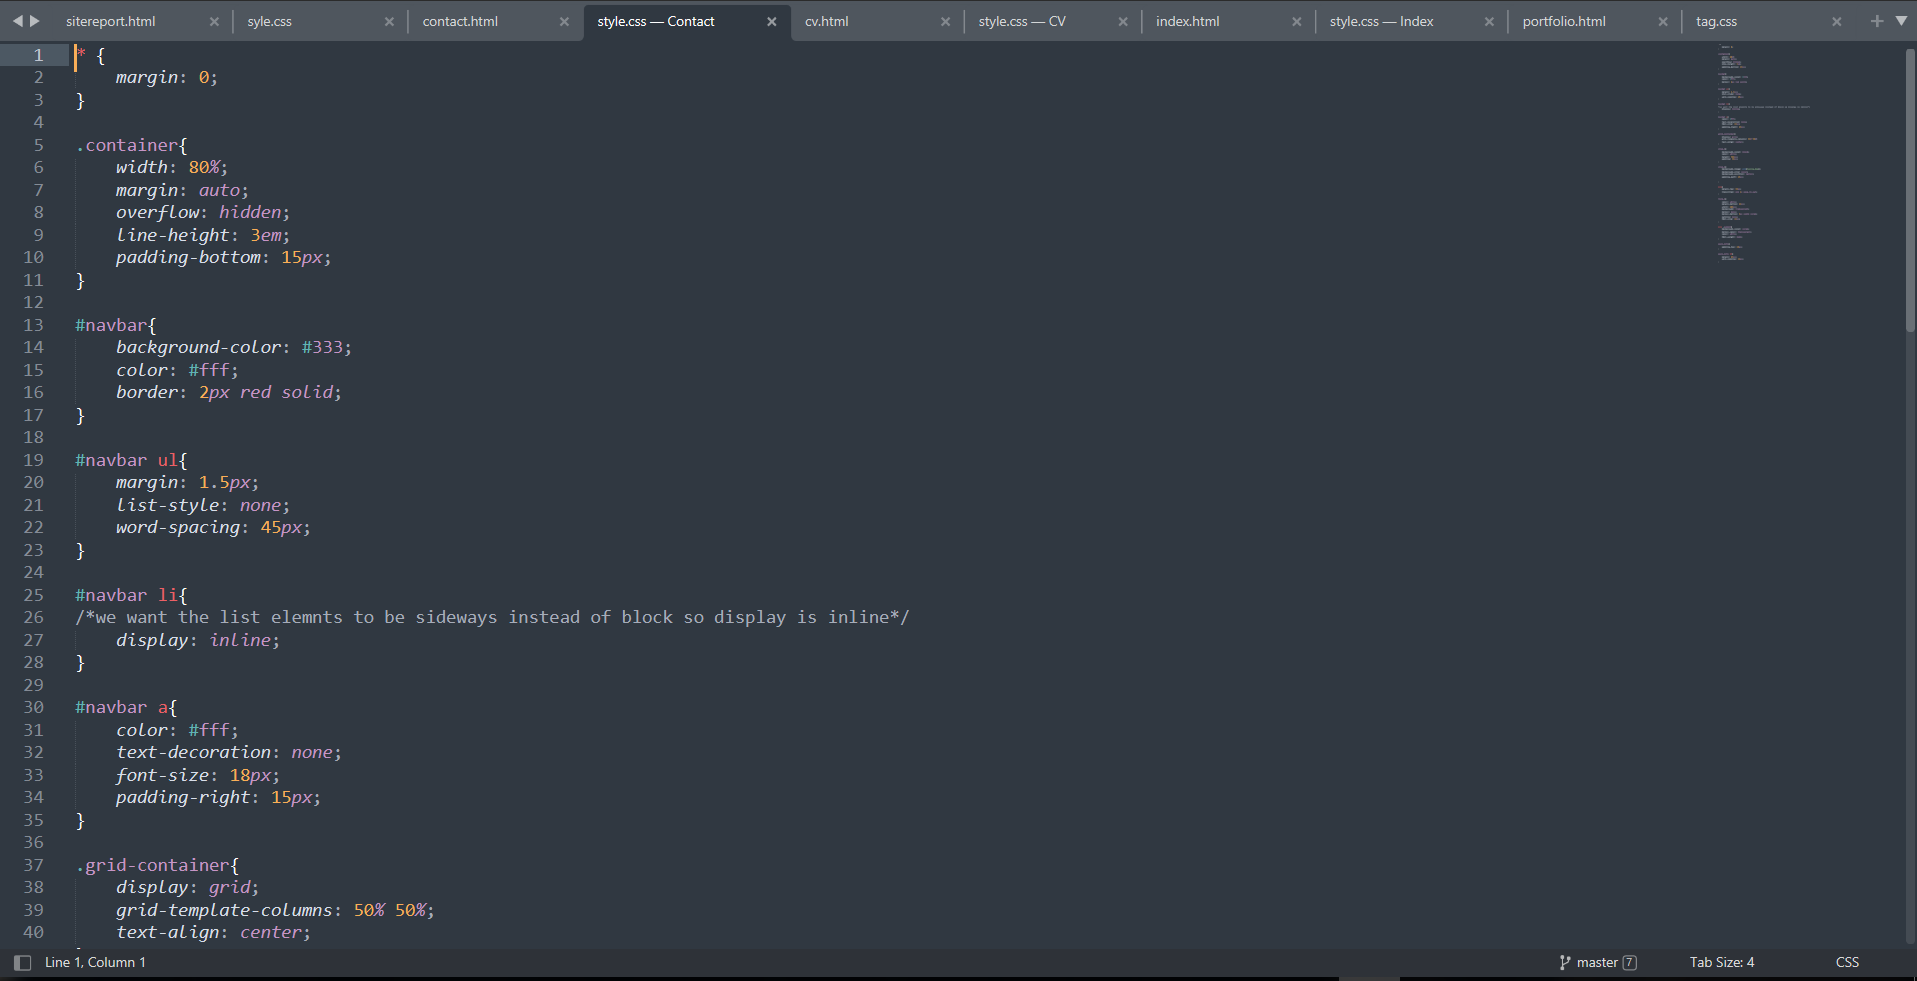 sitereport.html × syle.css × contact.html × style.css — Contact × cv.html × style.css — CV × index.html × style.css — Index × portfolio.html × tag.css × +
1 * {
2 margin: 0;
3 }
4
5 .container{
6 width: 80%;
7 margin: auto;
8 overflow: hidden;
9 line-height: 3em;
10 padding-bottom: 15px;
11 }
12
13 #navbar{
14 background-color: #333;
15 color: #fff;
16 border: 2px red solid;
17 }
18
19 #navbar ul{
20 margin: 1.5px;
21 list-style: none;
22 word-spacing: 45px;
23 }
24
25 #navbar li{
26 /*we want the list elemnts to be sideways instead of block so display is inline*/
27 display: inline;
28 }
29
30 #navbar a{
31 color: #fff;
32 text-decoration: none;
33 font-size: 18px;
34 padding-right: 15px;
35 }
36
37 .grid-container{
38 display: grid;
39 grid-template-columns: 50% 50%;
40 text-align: center;
Line 1, Column 1 master 7 Tab Size: 4 CSS